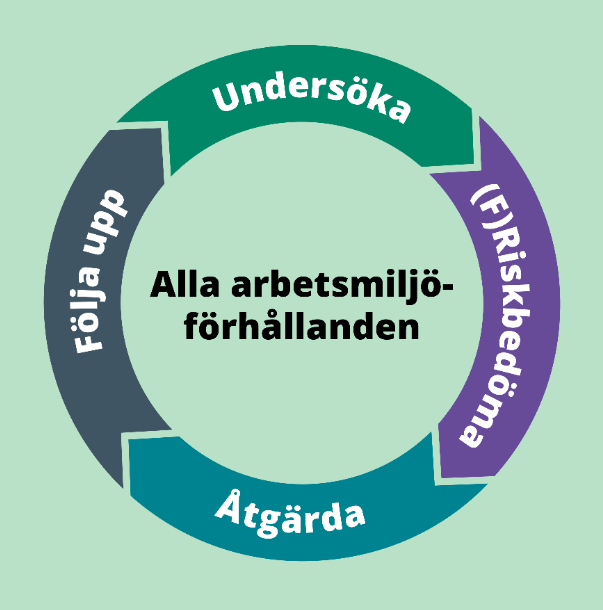 Undersöka
(F)Riskbedöma
Åtgärda
Följa upp
Alla arbetsmiljö-
förhållanden